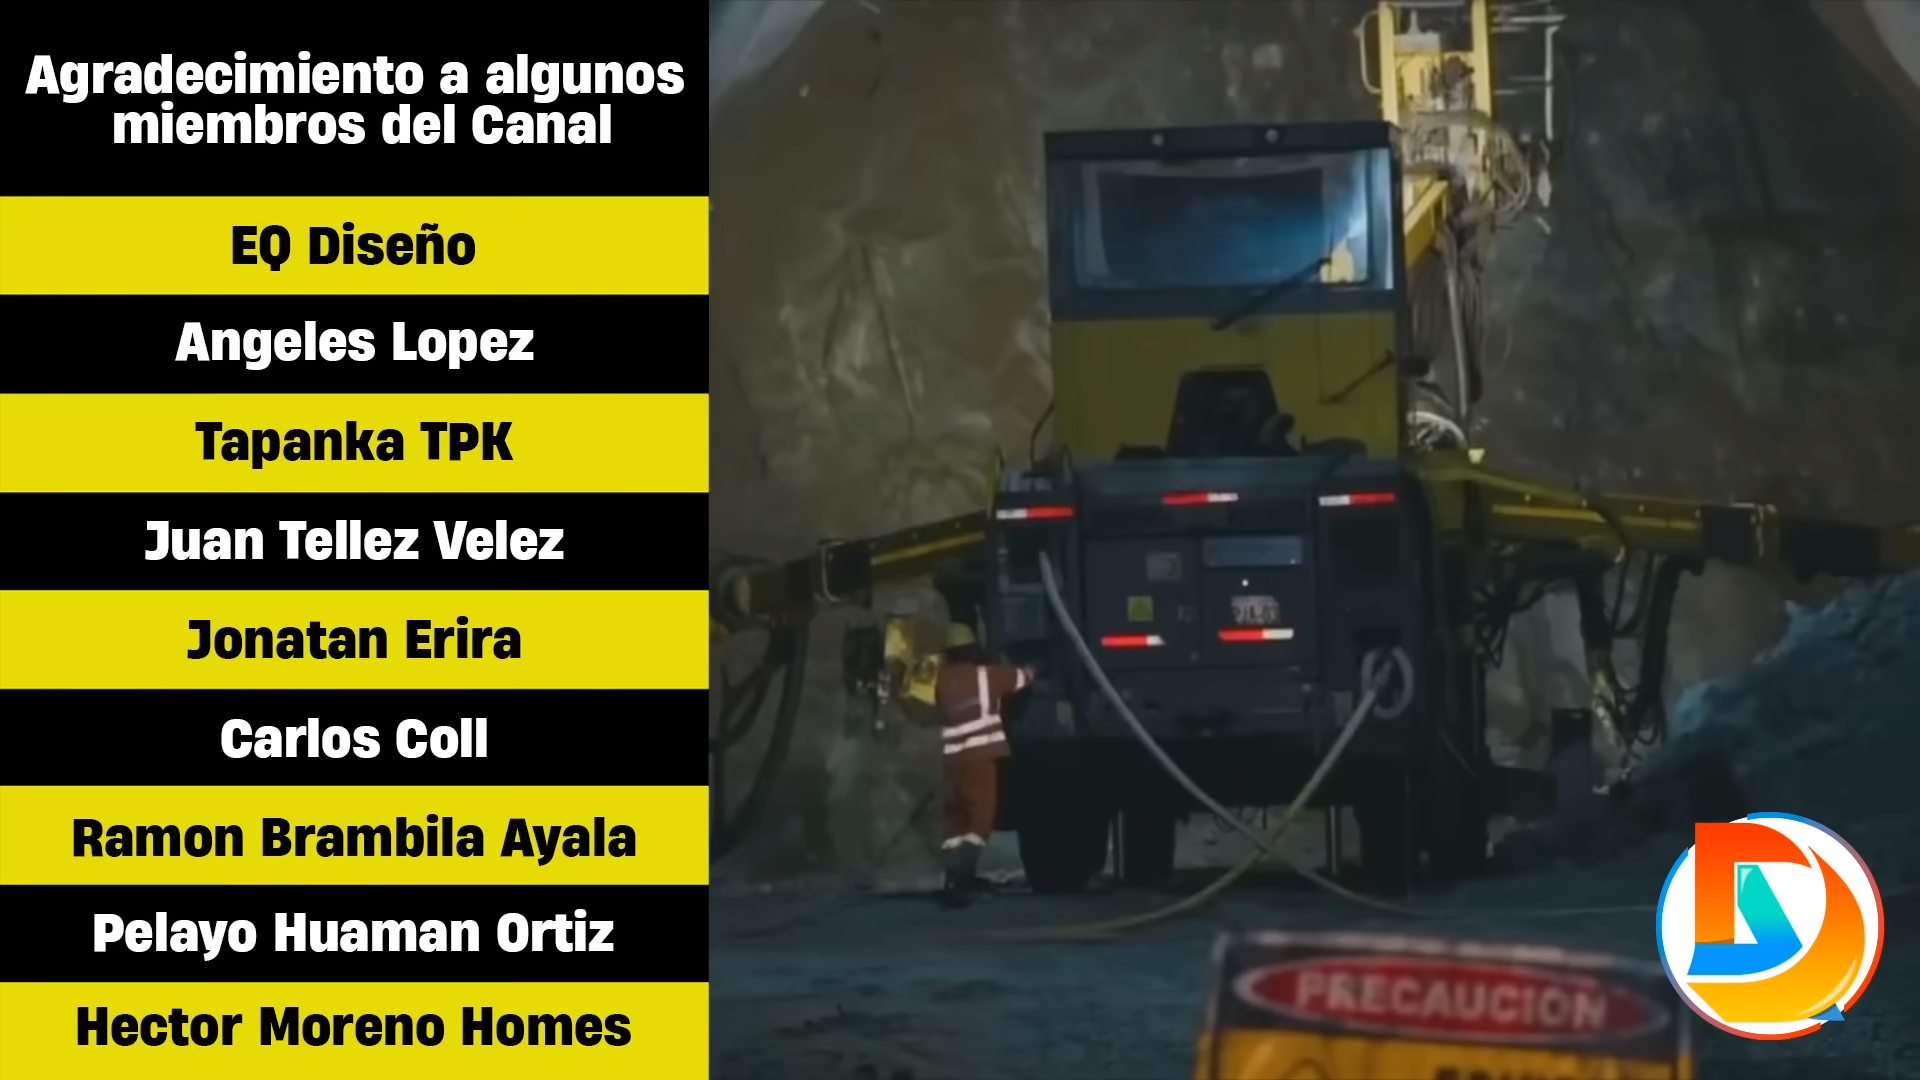 Agradecimiento a algunos
miembros del Canal
EQ Diseño
Angeles Lopez
Tapanka TPK
Juan Tellez Velez
Jonatan Erira
Carlos Coll
Ramon Brambila Ayala
Pelayo Huaman Ortiz
Hector Moreno Homes
PRECAUCION